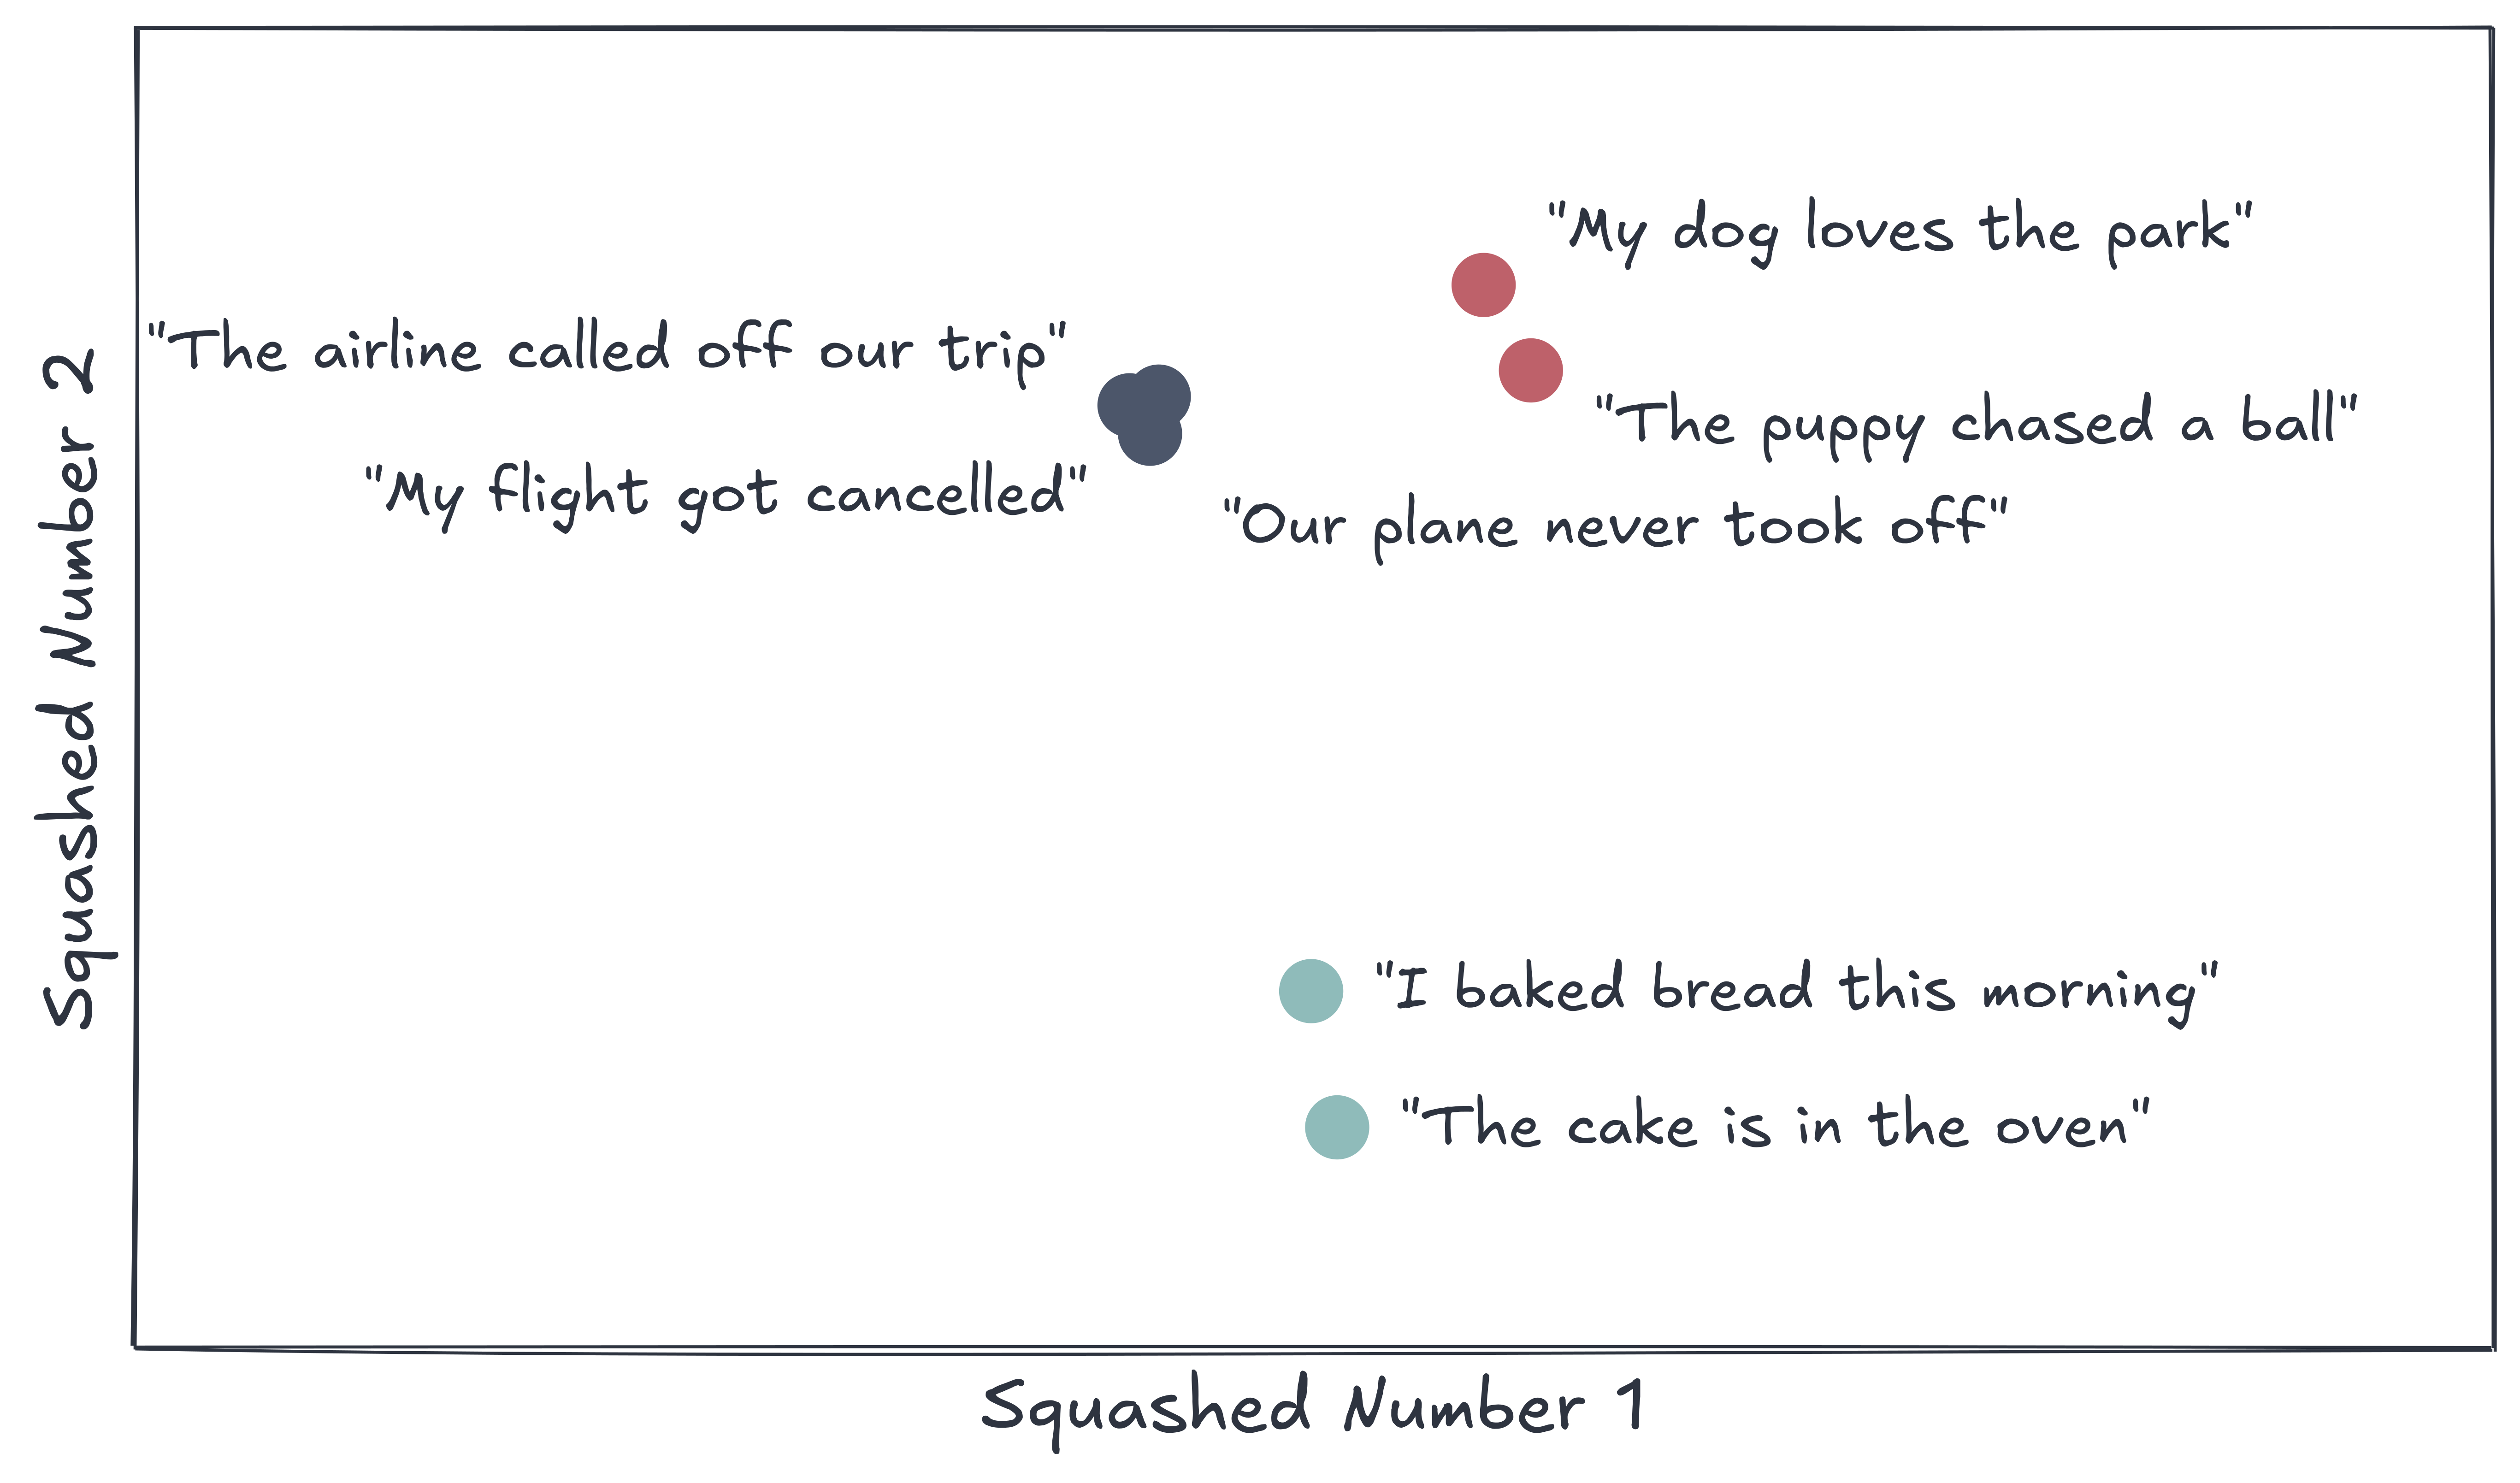 "My dog loves the park"
"The airline called off our trip"
"The puppy chased a ball"
"My flight got cancelled"
"Our plane never took off"
"I baked bread this morning"
"The cake is in the oven"
Squashed Number 2
Squashed Number 1